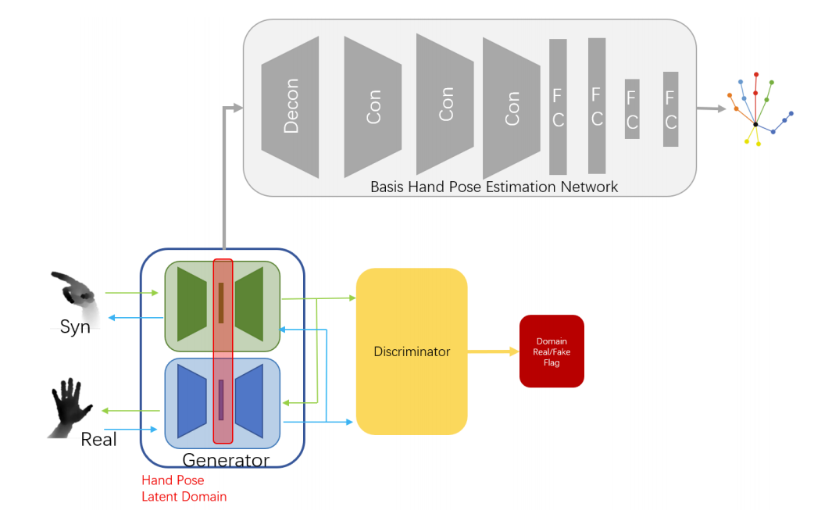 Decon
Con
Con
Con
FC
FC
FC
FC
Basis Hand Pose Estimation Network
Syn
Real
Generator
Hand Pose
Latent Domain
Discriminator
Domain
Real/Fake
Flag